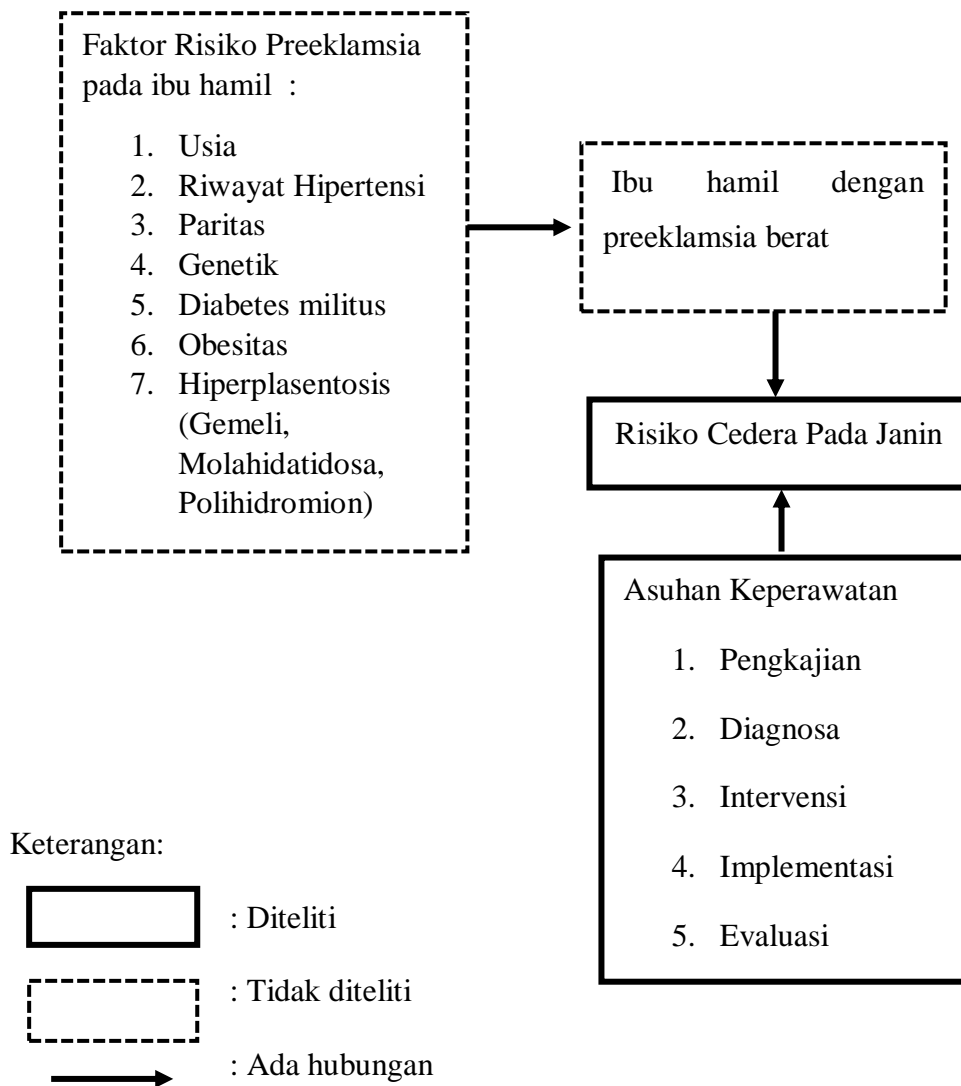 Faktor Risiko Preeklamsia
pada ibu hamil :
1. Usia
2. Riwayat Hipertensi
3. Paritas
4. Genetik
5. Diabetes militus
6. Obesitas
7. Hiperplasentosis
(Gemeli,
Molahidatidosa,
Polihidromion)
Ibu hamil dengan
preeklamsia berat
Risiko Cedera Pada Janin
Asuhan Keperawatan
1. Pengkajian
2. Diagnosa
3. Intervensi
4. Implementasi
5. Evaluasi
Keterangan:
: Diteliti
: Tidak diteliti
: Ada hubungan